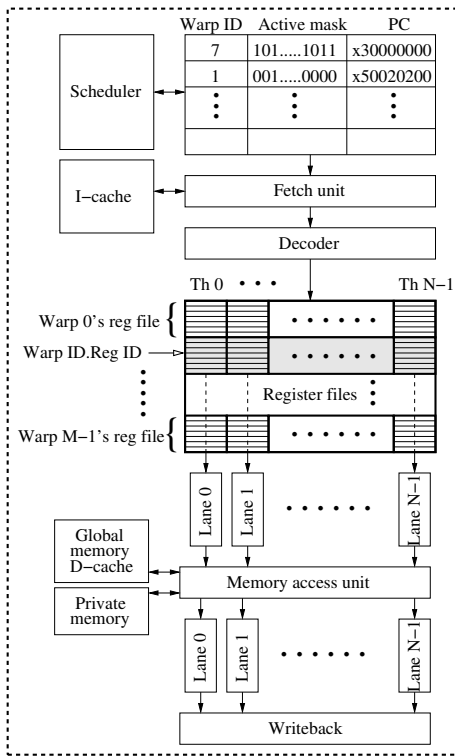 Warp ID Active mask PC
7 101.....1011 x30000000
1 001.....0000 x50020200
Scheduler
I-cache
Fetch unit
Decoder
Th 0 Th N-1
Warp 0's reg file
Warp ID.Reg ID
Register files
Warp M-1's reg file
Lane 0
Lane 1
Lane N-1
Global
memory
D-cache
Memory access unit
Private
memory
Lane 0
Lane 1
Lane N-1
Writeback